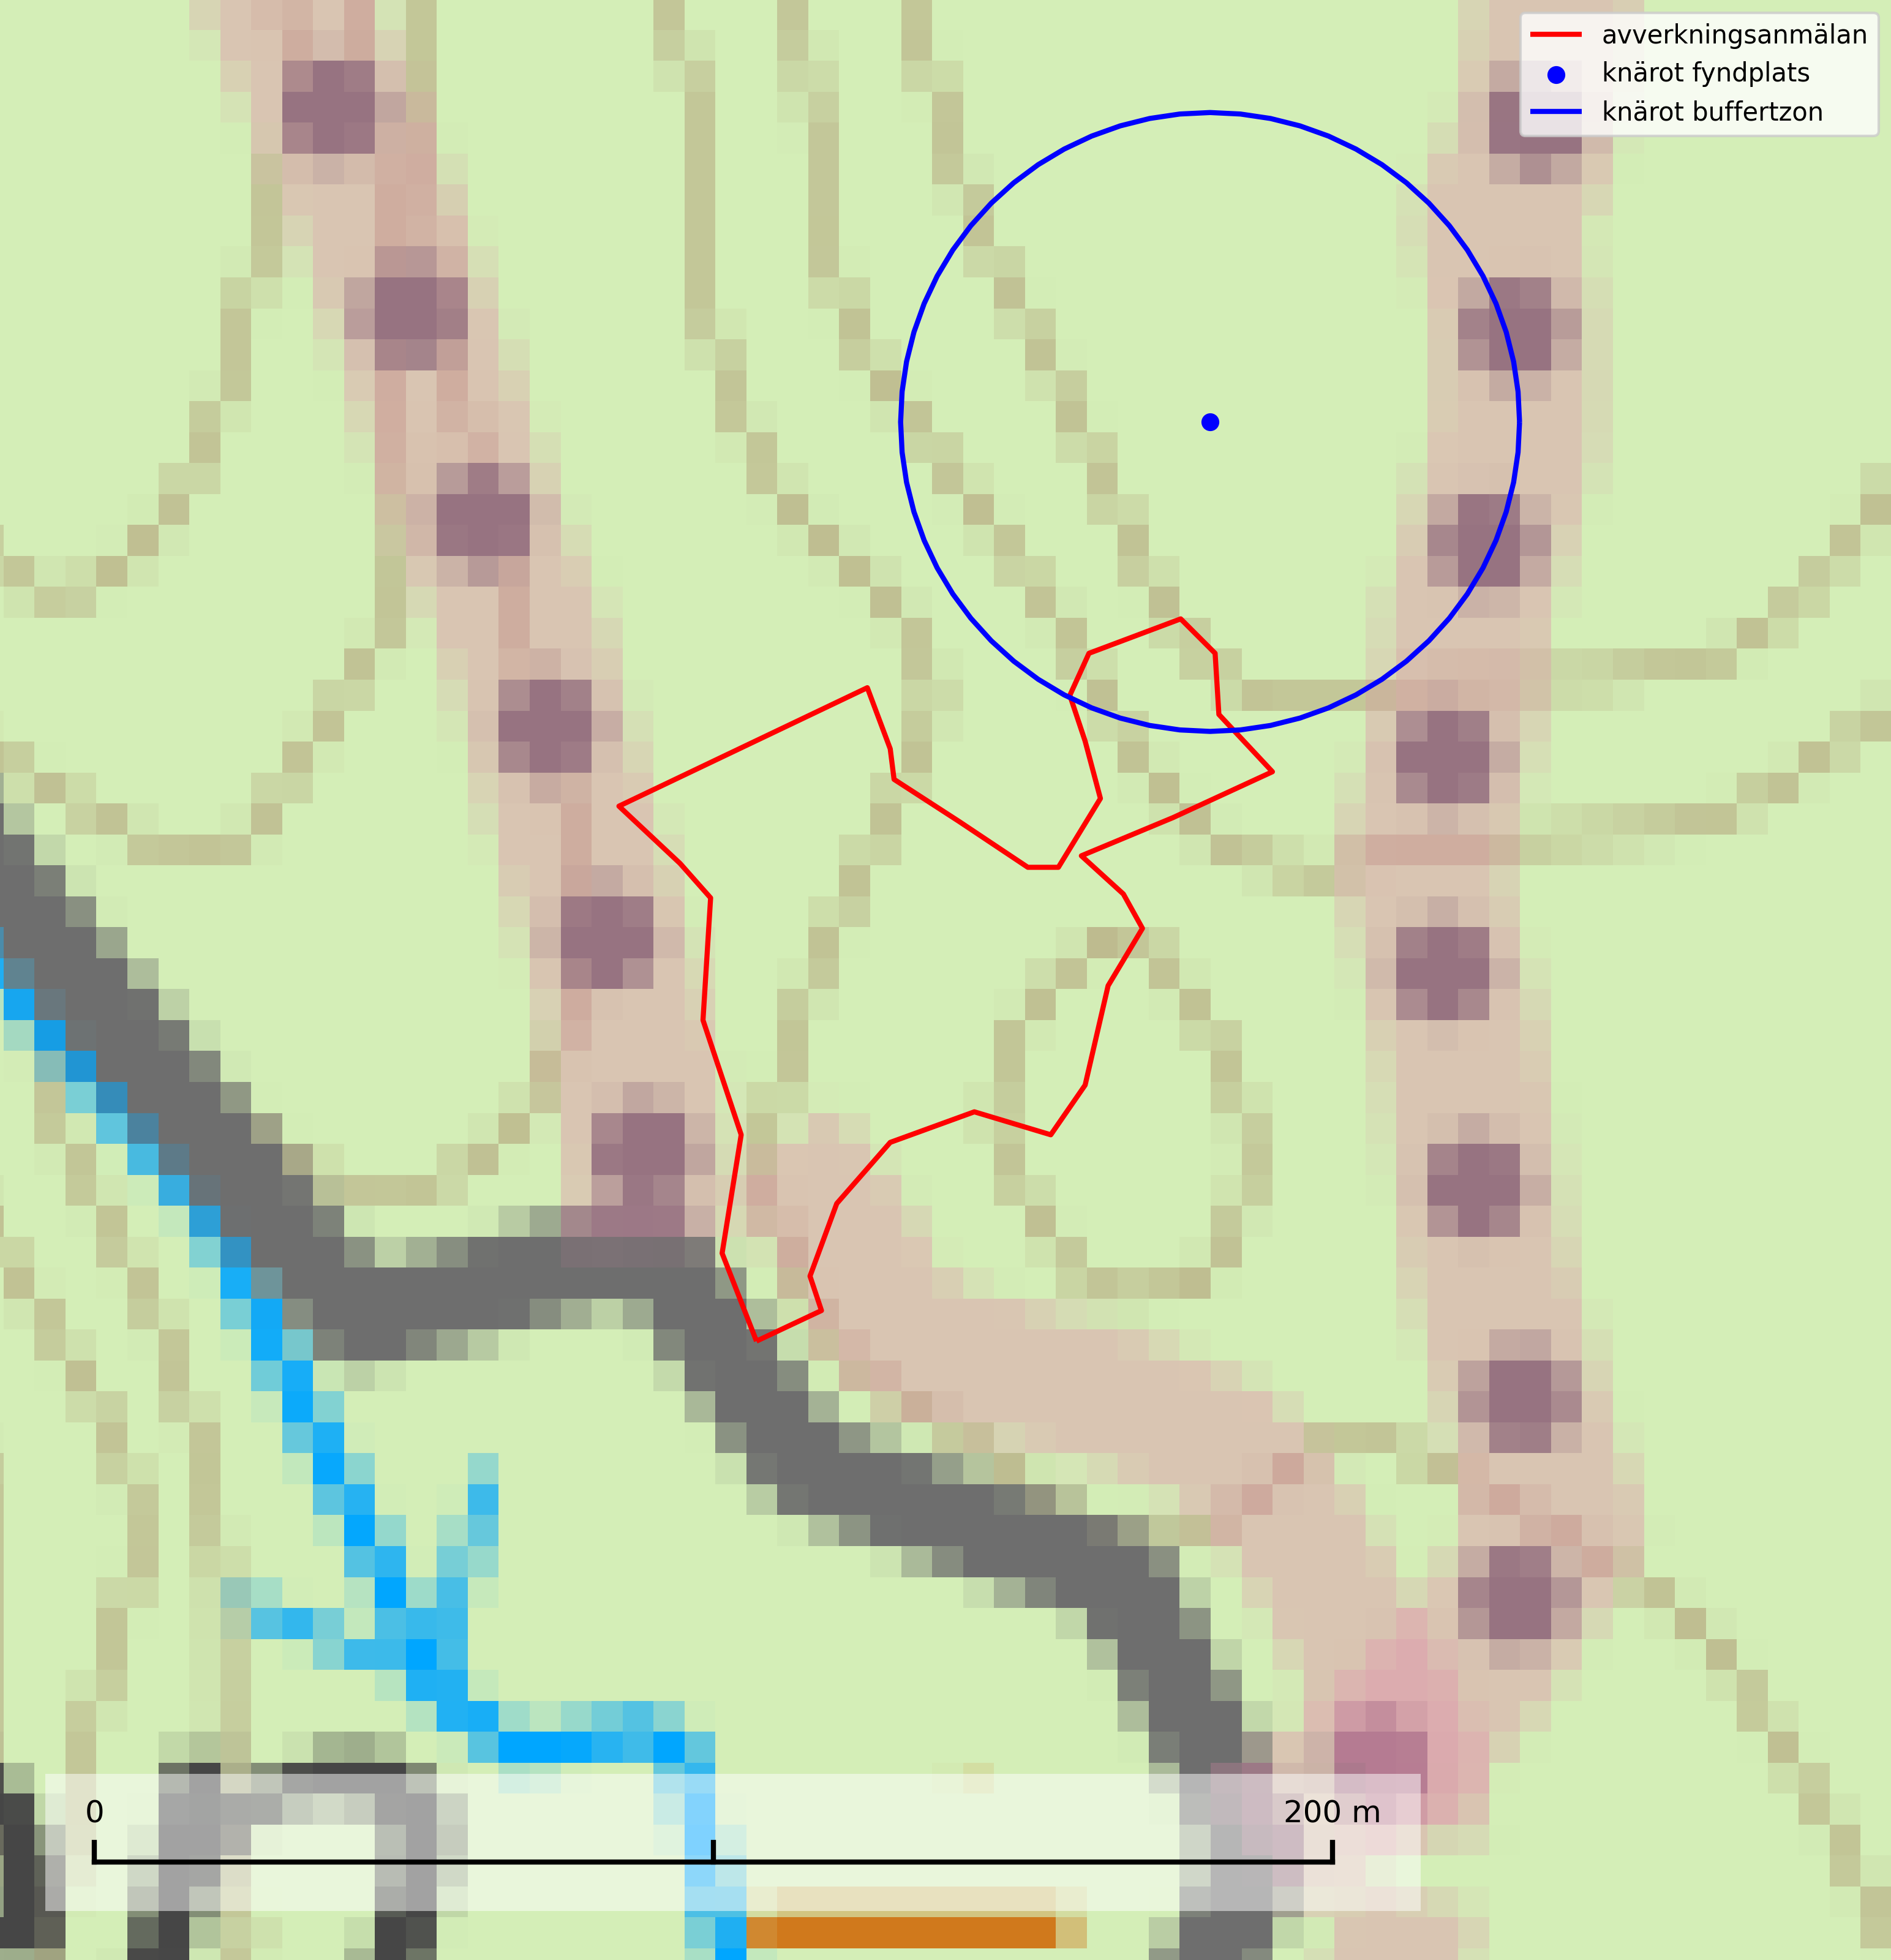 avverkningsanmälan
knärot fyndplats
knärot buffertzon
0 200 m